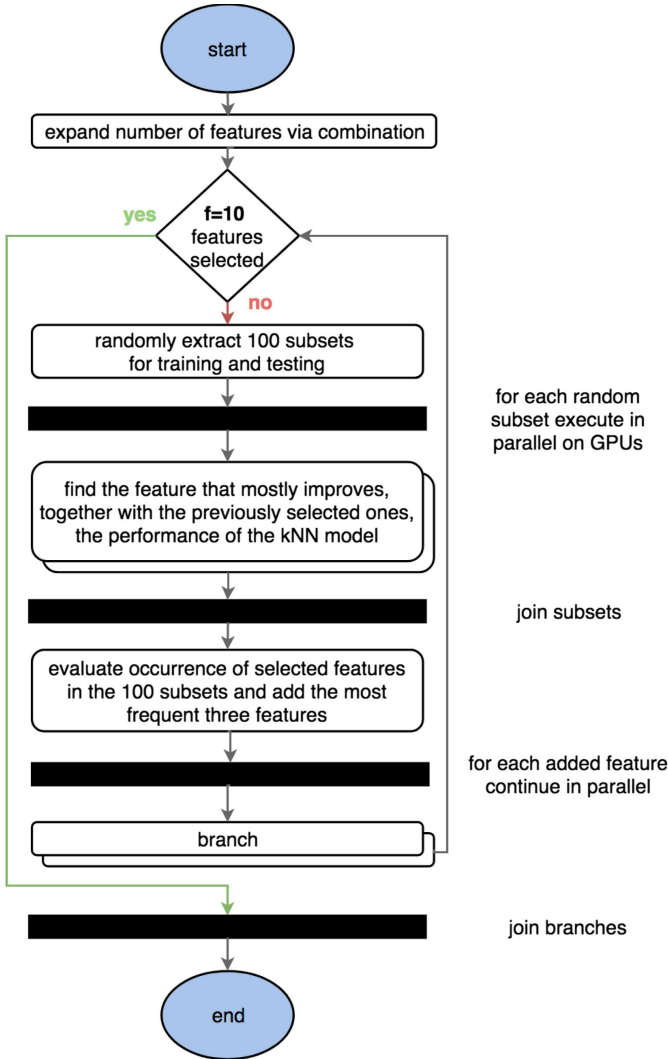 start
expand number of features via combination
yes
f=10
features
selected
no
randomly extract 100 subsets
for training and testing
for each random
subset execute in
parallel on GPUs
find the feature that mostly improves,
together with the previously selected ones,
the performance of the kNN model
join subsets
evaluate occurrence of selected features
in the 100 subsets and add the most
frequent three features
for each added feature
continue in parallel
branch
join branches
end